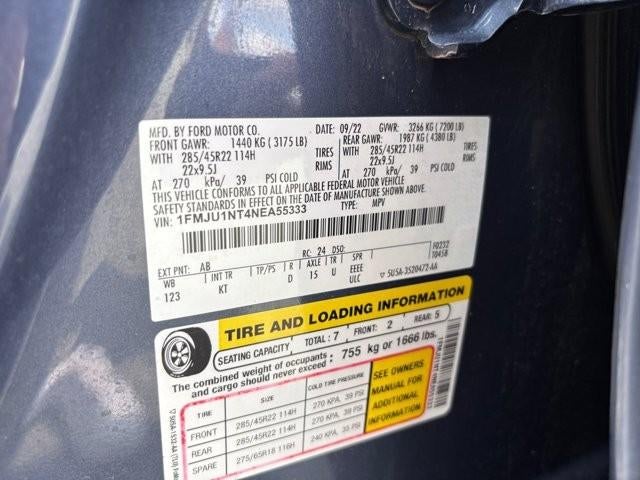 MFD. BY FORD MOTOR CO.
DATE: 09/22 GVWR: 3266 KG ( 7200 LB)
FRONT GAWR: 1440 KG ( 3175 LB) REAR GAWR: 1987 KG ( 4380 LB)
WITH 285/45R22 114H TIRES WITH 285/45R22 114H TIRES
22x9.5J RIMS 22x9.5J RIMS
AT 270 kPa/ 39 PSI COLD AT 270 kPa/ 39 PSI COLD
THIS VEHICLE CONFORMS TO ALL APPLICABLE FEDERAL MOTOR VEHICLE
SAFETY STANDARDS IN EFFECT ON THE DATE OF MANUFACTURE SHOWN ABOVE.
VIN: 1FMJU1NT4NEA55333 TYPE: MPV
F0232
T0458
EXT PNT: AB RC: 24 DSO:
WB INT TR TP/PS R AXLE TR SPR
123 KT D 15 U EEEE
ULC ▽ 5U5A-3520472-AA
TIRE AND LOADING INFORMATION
SEATING CAPACITY TOTAL: 7 FRONT: 2 REAR: 5
The combined weight of occupants and cargo should never exceed : 755 kg or 1666 lbs.
TIRE SIZE COLD TIRE PRESSURE
FRONT 285/45R22 114H 270 KPA, 39 PSI
REAR 285/45R22 114H 270 KPA, 39 PSI
SPARE 275/65R18 116H 240 KPA, 35 PSI
SEE OWNERS
MANUAL FOR
ADDITIONAL
INFORMATION